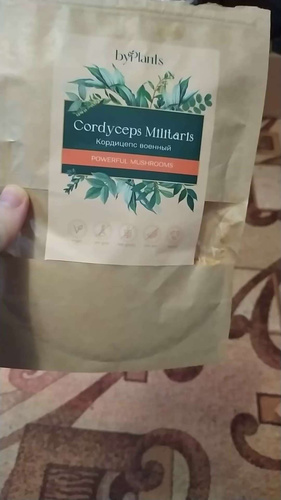 byPlants
Cordyceps Militaris
Кордицепс военный
POWERFUL MUSHROOMS